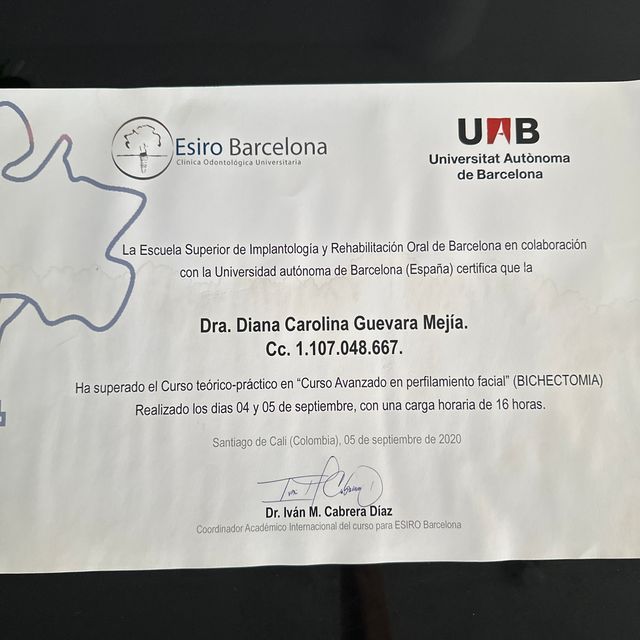 Esiro Barcelona
Clínica Odontológica Universitaria
UAB
Universitat Autònoma
de Barcelona
La Escuela Superior de Implantología y Rehabilitación Oral de Barcelona en colaboración
con la Universidad autónoma de Barcelona (España) certifica que la
Dra. Diana Carolina Guevara Mejía.
Cc. 1.107.048.667.
Ha superado el Curso teórico-práctico en “Curso Avanzado en perfilamiento facial” (BICHECTOMIA)
Realizado los dias 04 y 05 de septiembre, con una carga horaria de 16 horas.
Santiago de Cali (Colombia), 05 de septiembre de 2020
Dr. Iván M. Cabrera Díaz
Coordinador Académico Internacional del curso para ESIRO Barcelona